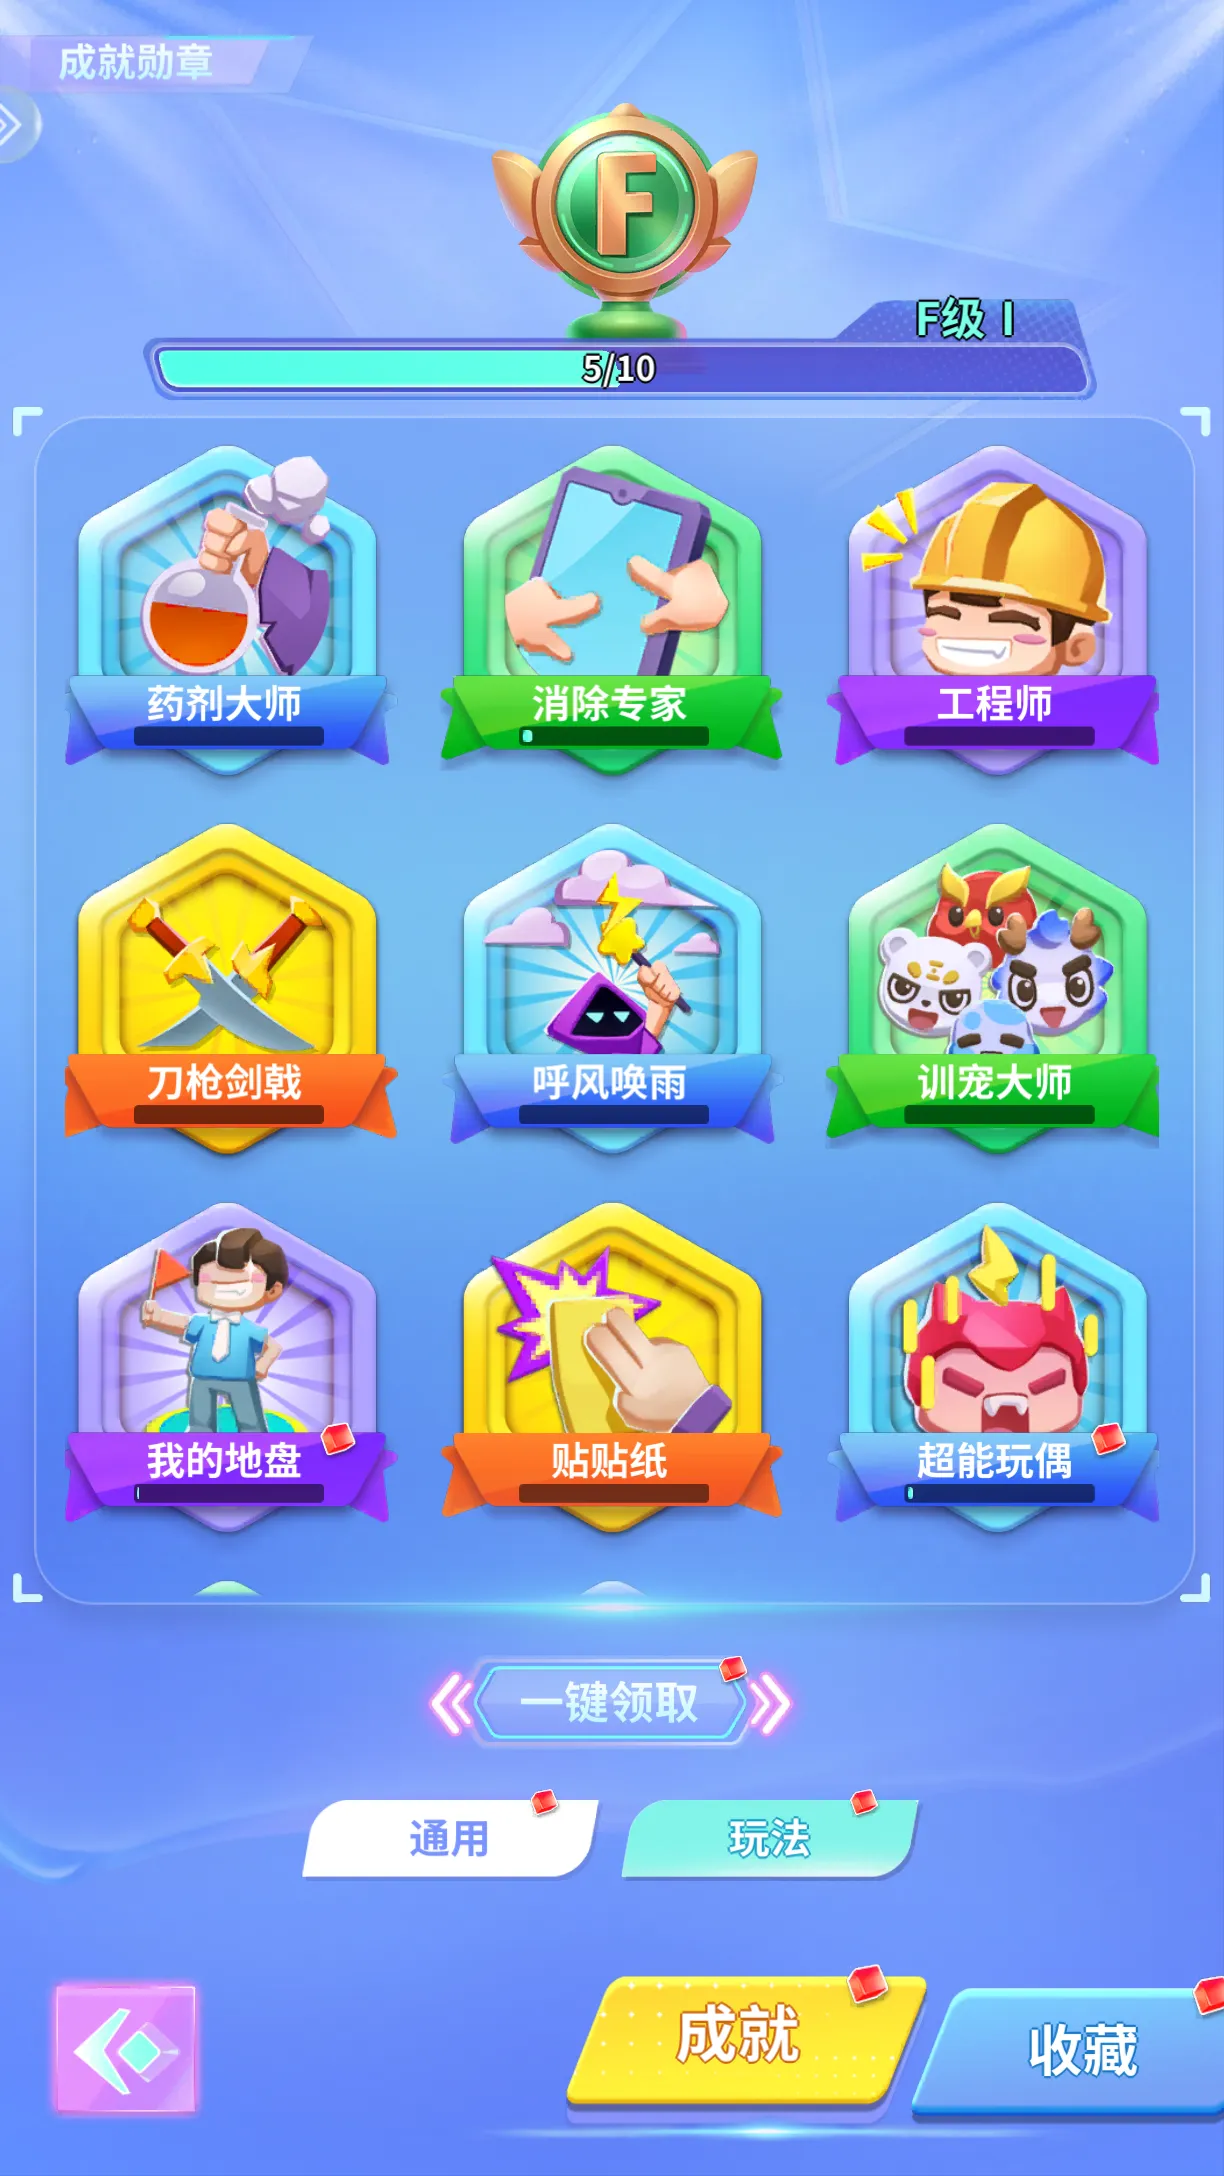 成就勋章
F
F级 I
5/10
药剂大师
消除专家
工程师
刀枪剑戟
呼风唤雨
训宠大师
我的地盘
贴贴纸
超能玩偶
一键领取
通用
玩法
成就
收藏